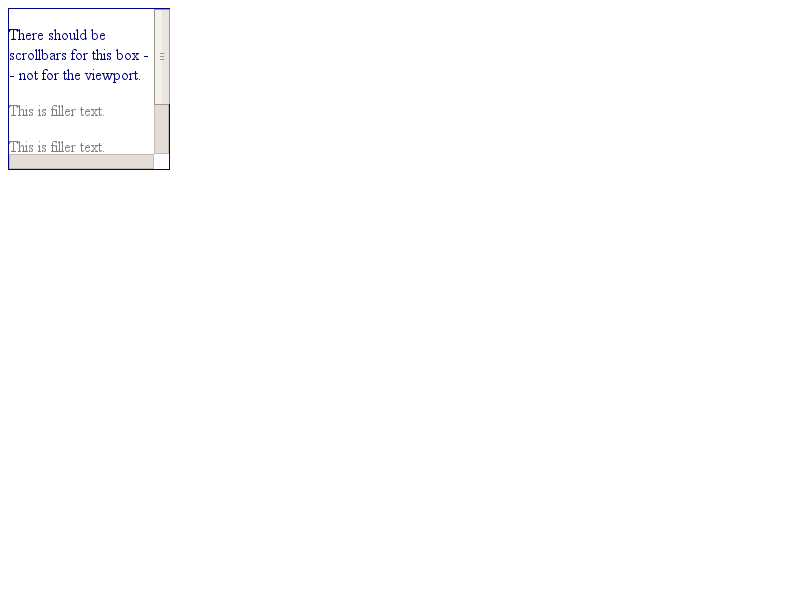 There should be
scrollbars for this box -
- not for the viewport.
This is filler text.
This is filler text.